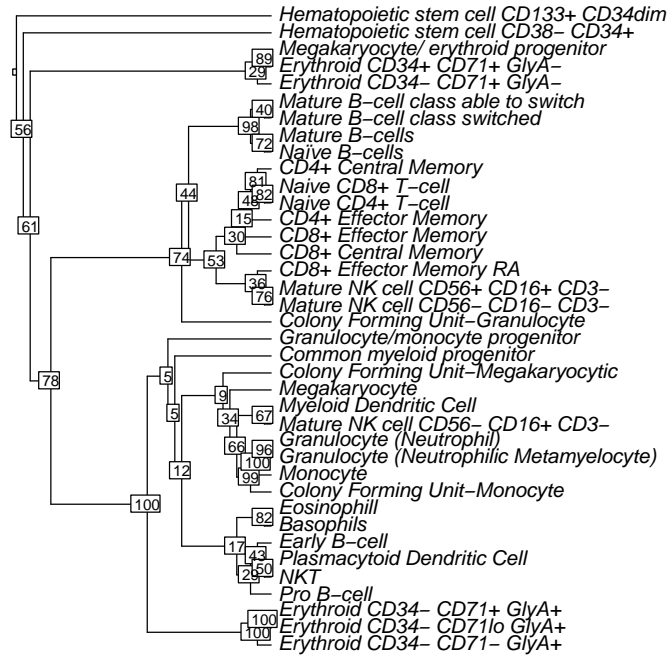 Hematopoietic stem cell CD133+ CD34dim
Hematopoietic stem cell CD38− CD34+
Megakaryocyte/ erythroid progenitor
89
Erythroid CD34+ CD71+ GlyA−
29
Erythroid CD34− CD71+ GlyA−
Mature B−cell class able to switch
40
Mature B−cell class switched
98
56
Mature B−cells
72
Naïve B−cells
CD4+ Central Memory
81
Naive CD8+ T−cell
44
82
Naive CD4+ T−cell
48
CD4+ Effector Memory
15
61
CD8+ Effector Memory
30
CD8+ Central Memory
74
53
CD8+ Effector Memory RA
36
Mature NK cell CD56+ CD16+ CD3−
76
Mature NK cell CD56− CD16− CD3−
Colony Forming Unit−Granulocyte
Granulocyte/monocyte progenitor
Common myeloid progenitor
5
78
Colony Forming Unit−Megakaryocytic
Megakaryocyte
9
Myeloid Dendritic Cell
5
34
67
Mature NK cell CD56− CD16+ CD3−
Granulocyte (Neutrophil)
66
96
Granulocyte (Neutrophilic Metamyelocyte)
100
12
Monocyte
99
Colony Forming Unit−Monocyte
100
Eosinophill
82
Basophils
Early B−cell
17
43
Plasmacytoid Dendritic Cell
50
NKT
29
Pro B−cell
Erythroid CD34− CD71+ GlyA+
100
Erythroid CD34− CD71lo GlyA+
100
Erythroid CD34− CD71− GlyA+